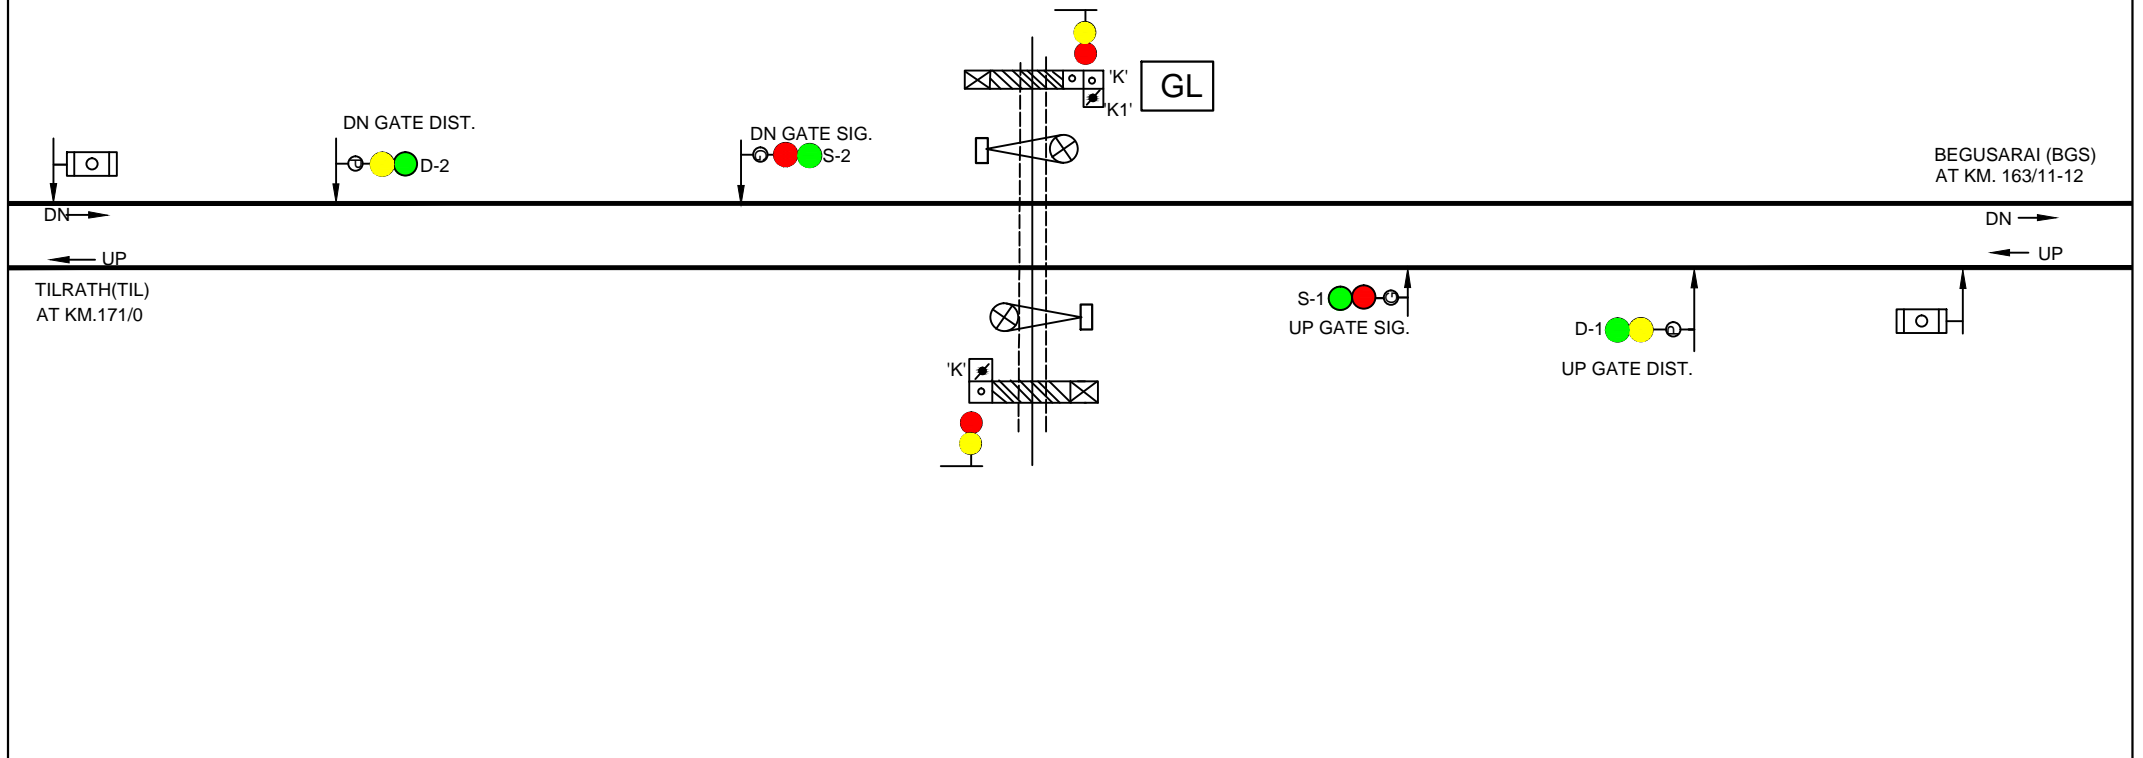 'K'
GL
'K1'
DN GATE DIST.
DN GATE SIG.
D-2
S-2
BEGUSARAI (BGS)
AT KM. 163/11-12
DN
DN
UP
UP
TILRATH(TIL)
AT KM.171/0
S-1
UP GATE SIG.
D-1
UP GATE DIST.
'K'